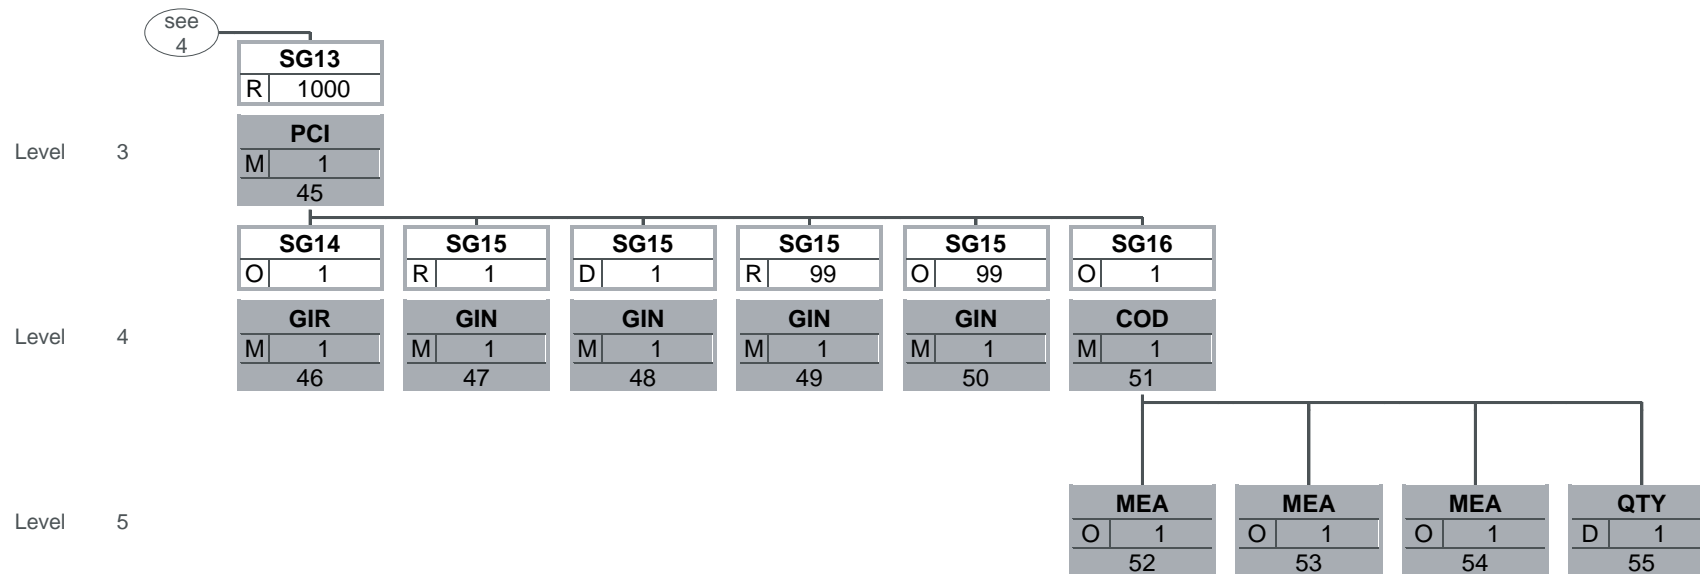 see
4
SG13
R 1000
Level 3
PCI
M 1
45
SG14 SG15 SG15 SG15 SG15 SG16
O 1 R 1 D 1 R 99 O 99 O 1
Level 4
GIR GIN GIN GIN GIN COD
M 1 M 1 M 1 M 1 M 1 M 1
46 47 48 49 50 51
Level 5
MEA MEA MEA QTY
O 1 O 1 O 1 D 1
52 53 54 55